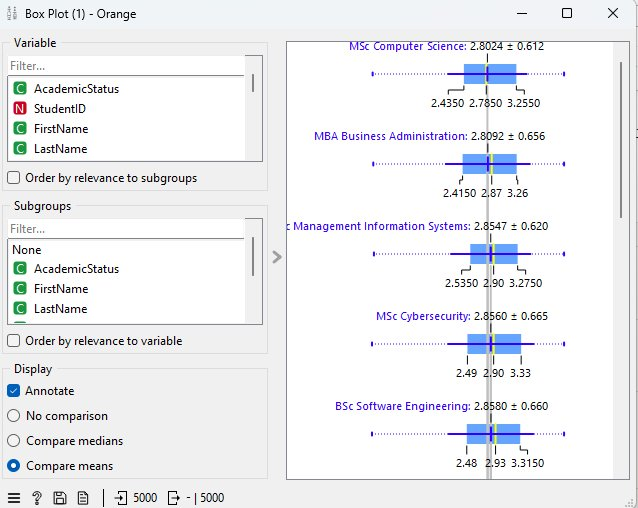 Box Plot (1) - Orange
Variable
Filter...
C AcademicStatus
N StudentID
C FirstName
C LastName
Order by relevance to subgroups
Subgroups
Filter...
None
C AcademicStatus
C FirstName
C LastName
Order by relevance to variable
Display
Annotate
No comparison
Compare medians
Compare means
5000
- | 5000
MSc Computer Science: 2.8024 ± 0.612
2.4350 2.7850 3.2550
MBA Business Administration: 2.8092 ± 0.656
2.4150 2.87 3.26
c Management Information Systems: 2.8547 ± 0.620
2.5350 2.90 3.2750
MSc Cybersecurity: 2.8560 ± 0.665
2.49 2.90 3.33
BSc Software Engineering: 2.8580 ± 0.660
2.48 2.93 3.3150